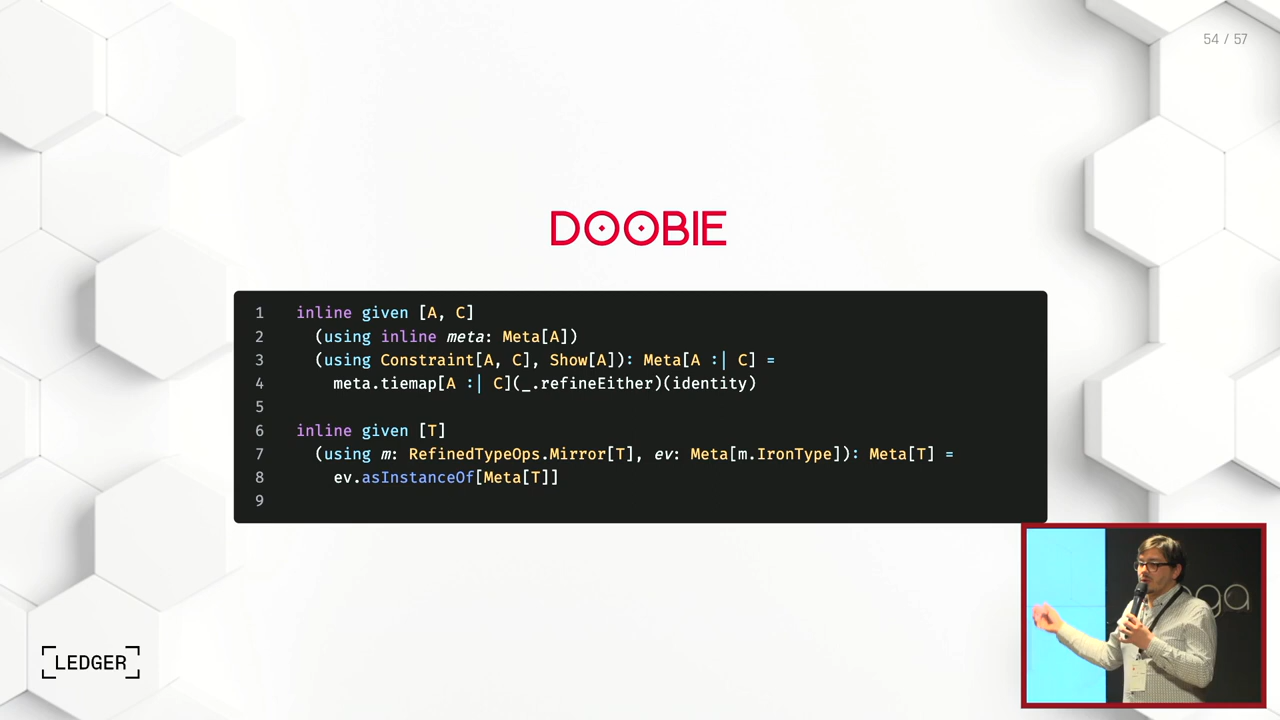 54 / 57
DOOBIE
1 inline given [A, C]
2   (using inline meta: Meta[A])
3   (using Constraint[A, C], Show[A]): Meta[A :| C] =
4     meta.tiemap[A :| C](_.refineEither)(identity)
5
6 inline given [T]
7   (using m: RefinedTypeOps.Mirror[T], ev: Meta[m.IronType]): Meta[T] =
8     ev.asInstanceOf[Meta[T]]
9
LEDGER